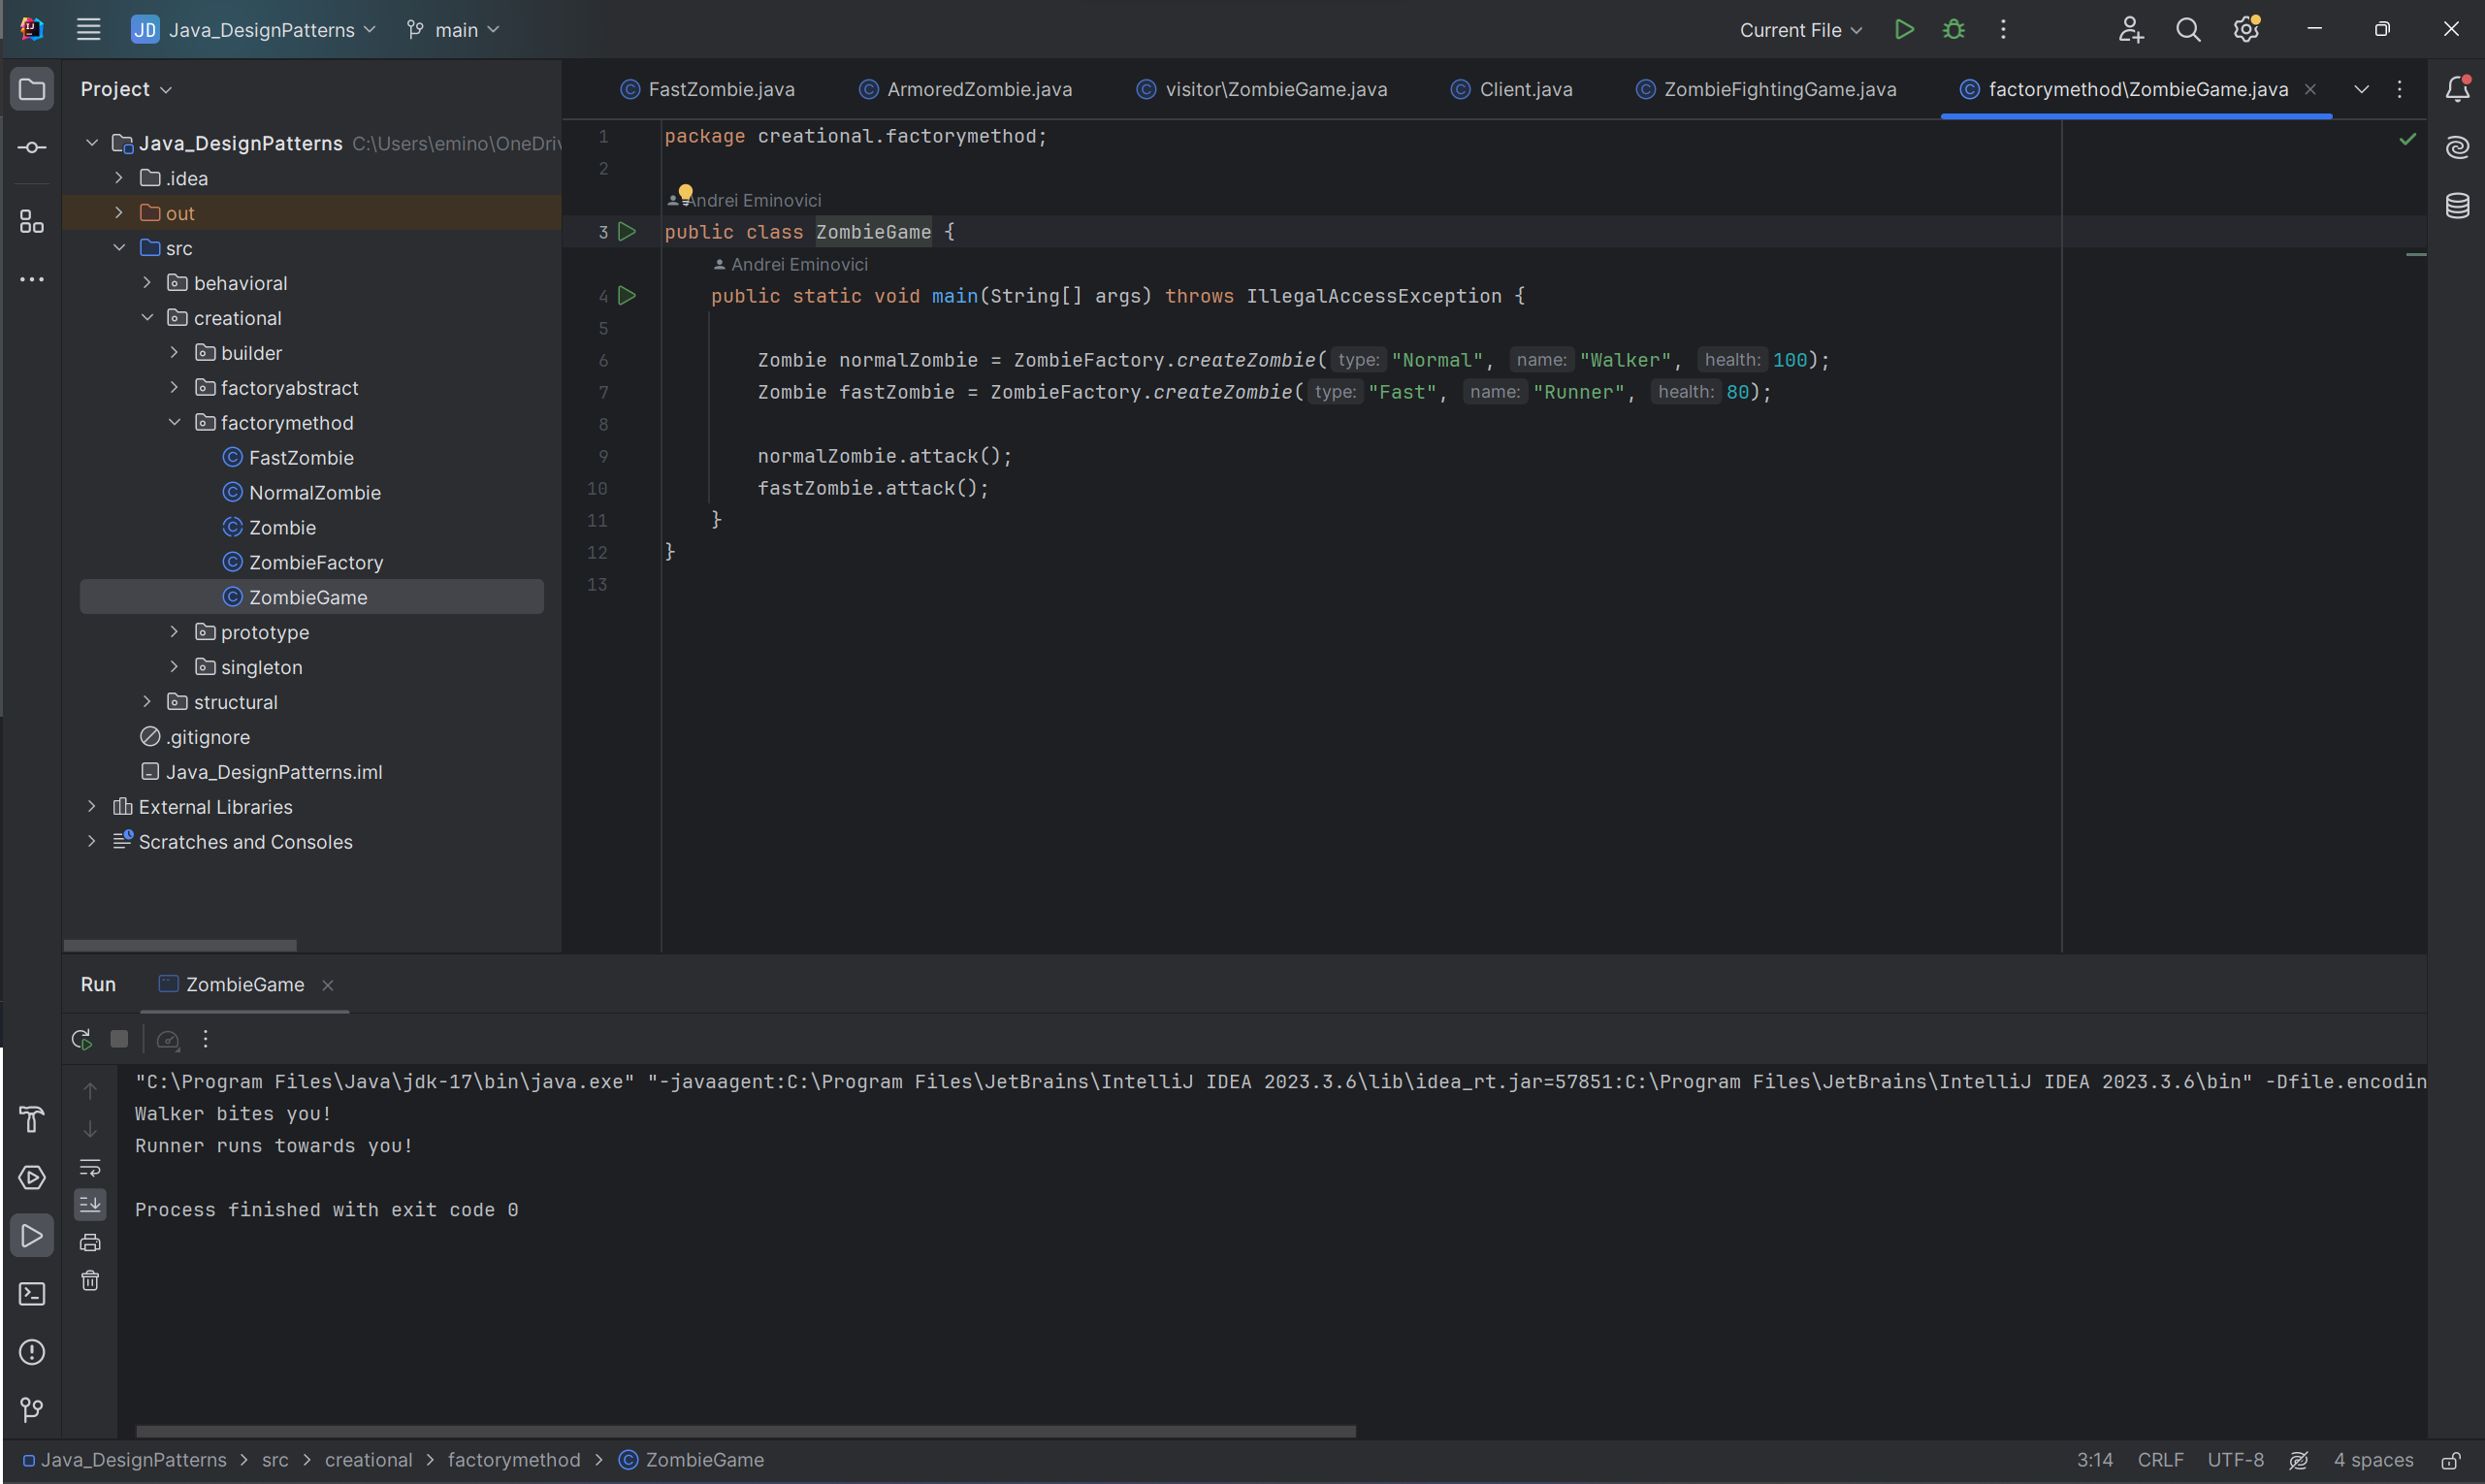 JD Java_DesignPatterns main Current File
Project
FastZombie.java ArmoredZombie.java visitor\ZombieGame.java Client.java ZombieFightingGame.java factorymethod\ZombieGame.java
Java_DesignPatterns C:\Users\emino\OneDriv
.idea
out
src
behavioral
creational
builder
factoryabstract
factorymethod
FastZombie
NormalZombie
Zombie
ZombieFactory
ZombieGame
prototype
singleton
structural
.gitignore
Java_DesignPatterns.iml
External Libraries
Scratches and Consoles
1 package creational.factorymethod;
2
Andrei Eminovici
3 public class ZombieGame {
Andrei Eminovici
4 public static void main(String[] args) throws IllegalAccessException {
5
6 Zombie normalZombie = ZombieFactory.createZombie( type: "Normal", name: "Walker", health: 100);
7 Zombie fastZombie = ZombieFactory.createZombie( type: "Fast", name: "Runner", health: 80);
8
9 normalZombie.attack();
10 fastZombie.attack();
11 }
12 }
13
Run ZombieGame
"C:\Program Files\Java\jdk-17\bin\java.exe" "-javaagent:C:\Program Files\JetBrains\IntelliJ IDEA 2023.3.6\lib\idea_rt.jar=57851:C:\Program Files\JetBrains\IntelliJ IDEA 2023.3.6\bin" -Dfile.encodin
Walker bites you!
Runner runs towards you!
Process finished with exit code 0
Java_DesignPatterns > src > creational > factorymethod > ZombieGame 3:14 CRLF UTF-8 4 spaces